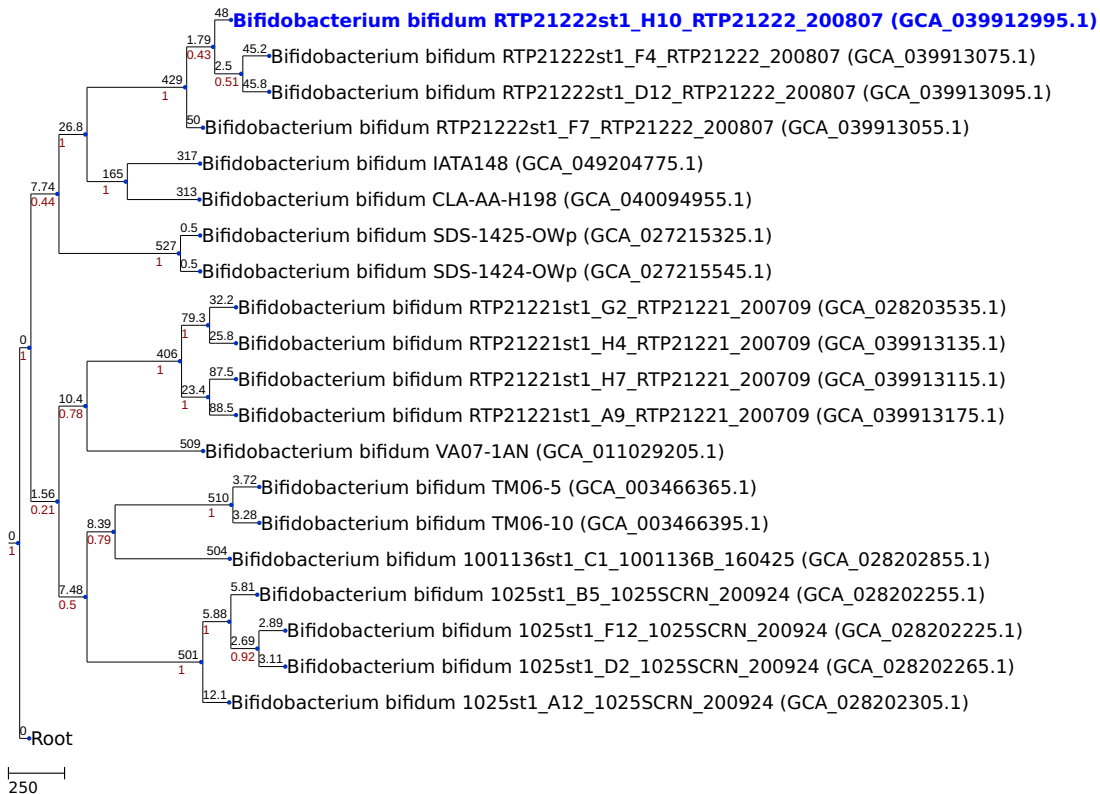 48
Bifidobacterium bifidum RTP21222st1_H10_RTP21222_200807 (GCA_039912995.1)
1.79
0.43
45.2
Bifidobacterium bifidum RTP21222st1_F4_RTP21222_200807 (GCA_039913075.1)
2.5
0.51
429
1
45.8
Bifidobacterium bifidum RTP21222st1_D12_RTP21222_200807 (GCA_039913095.1)
50
Bifidobacterium bifidum RTP21222st1_F7_RTP21222_200807 (GCA_039913055.1)
26.8
1
317
Bifidobacterium bifidum IATA148 (GCA_049204775.1)
165
1
7.74
0.44
313
Bifidobacterium bifidum CLA-AA-H198 (GCA_040094955.1)
0.5
Bifidobacterium bifidum SDS-1425-OWp (GCA_027215325.1)
527
1
0.5
Bifidobacterium bifidum SDS-1424-OWp (GCA_027215545.1)
32.2
Bifidobacterium bifidum RTP21221st1_G2_RTP21221_200709 (GCA_028203535.1)
79.3
1
0
1
25.8
Bifidobacterium bifidum RTP21221st1_H4_RTP21221_200709 (GCA_039913135.1)
406
1
87.5
Bifidobacterium bifidum RTP21221st1_H7_RTP21221_200709 (GCA_039913115.1)
23.4
1
10.4
0.78
88.5
Bifidobacterium bifidum RTP21221st1_A9_RTP21221_200709 (GCA_039913175.1)
509
Bifidobacterium bifidum VA07-1AN (GCA_011029205.1)
3.72
Bifidobacterium bifidum TM06-5 (GCA_003466365.1)
1.56
0.21
510
1
3.28
Bifidobacterium bifidum TM06-10 (GCA_003466395.1)
8.39
0.79
0
1
504
Bifidobacterium bifidum 1001136st1_C1_1001136B_160425 (GCA_028202855.1)
7.48
0.5
5.81
Bifidobacterium bifidum 1025st1_B5_1025SCRN_200924 (GCA_028202255.1)
5.88
1
2.89
Bifidobacterium bifidum 1025st1_F12_1025SCRN_200924 (GCA_028202225.1)
2.69
0.92
501
1
3.11
Bifidobacterium bifidum 1025st1_D2_1025SCRN_200924 (GCA_028202265.1)
12.1
Bifidobacterium bifidum 1025st1_A12_1025SCRN_200924 (GCA_028202305.1)
0
Root
250